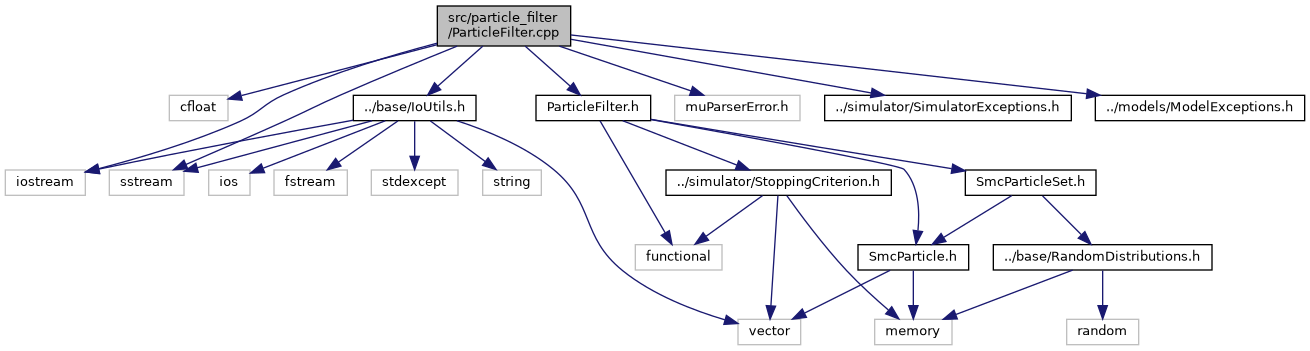 src/particle_filter
/ParticleFilter.cpp
cfloat
../base/IoUtils.h
ParticleFilter.h
muParserError.h
../simulator/SimulatorExceptions.h
../models/ModelExceptions.h
iostream
sstream
ios
fstream
stdexcept
string
../simulator/StoppingCriterion.h
SmcParticleSet.h
functional
SmcParticle.h
../base/RandomDistributions.h
vector
memory
random